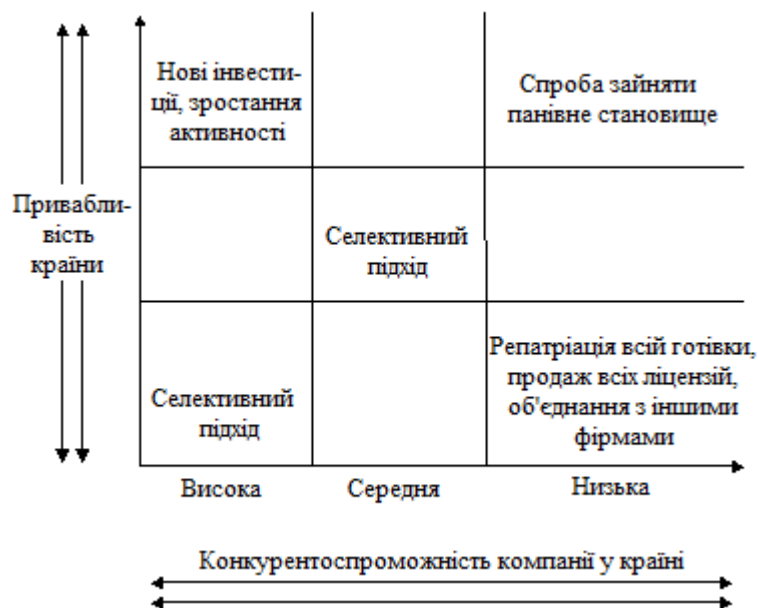 Нові інвести-
ції, зростання
активності
Спроба зайняти
панівне становище
Привабли-
вість
країни
Селективний
підхід
Селективний
підхід
Репатріація всій готівки,
продаж всіх ліцензій,
об'єднання з іншими
фірмами
Висока
Середня
Низька
Конкурентоспроможність компанії у країні